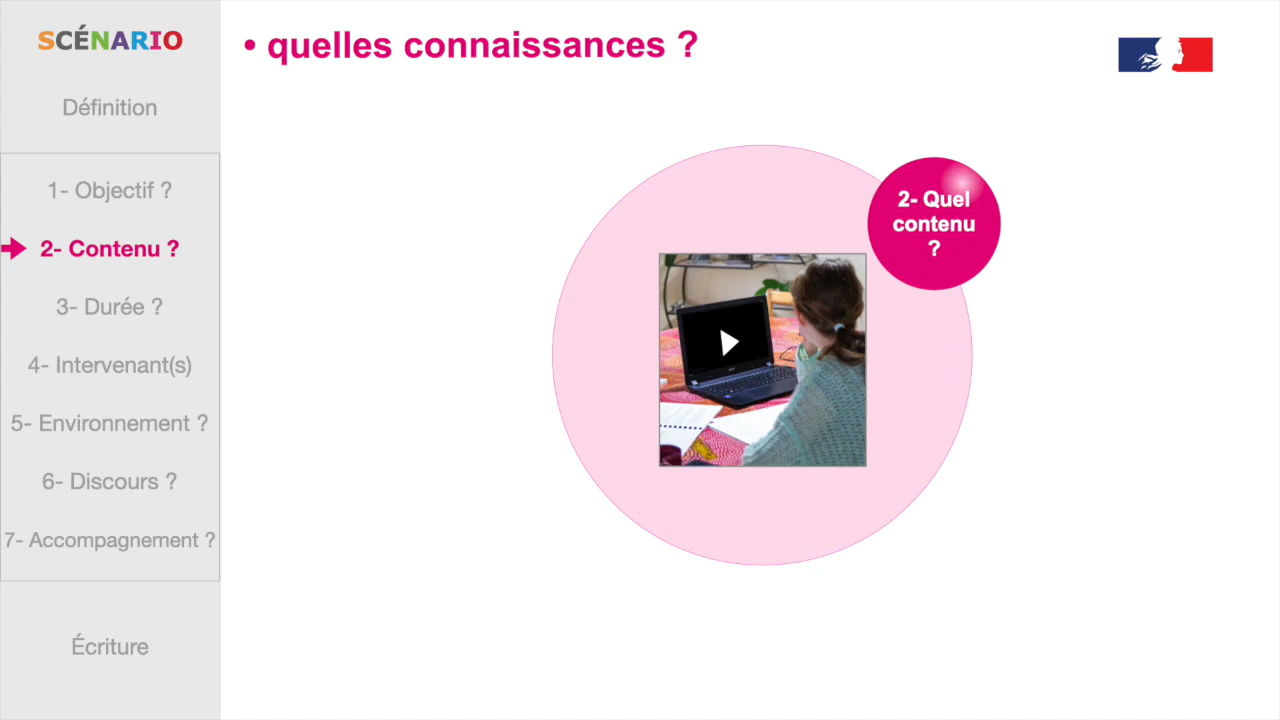 SCÉNARIO
Définition
1- Objectif ?
2- Contenu ?
3- Durée ?
4- Intervenant(s)
5- Environnement ?
6- Discours ?
7- Accompagnement ?
Écriture
• quelles connaissances ?
2- Quel
contenu
?